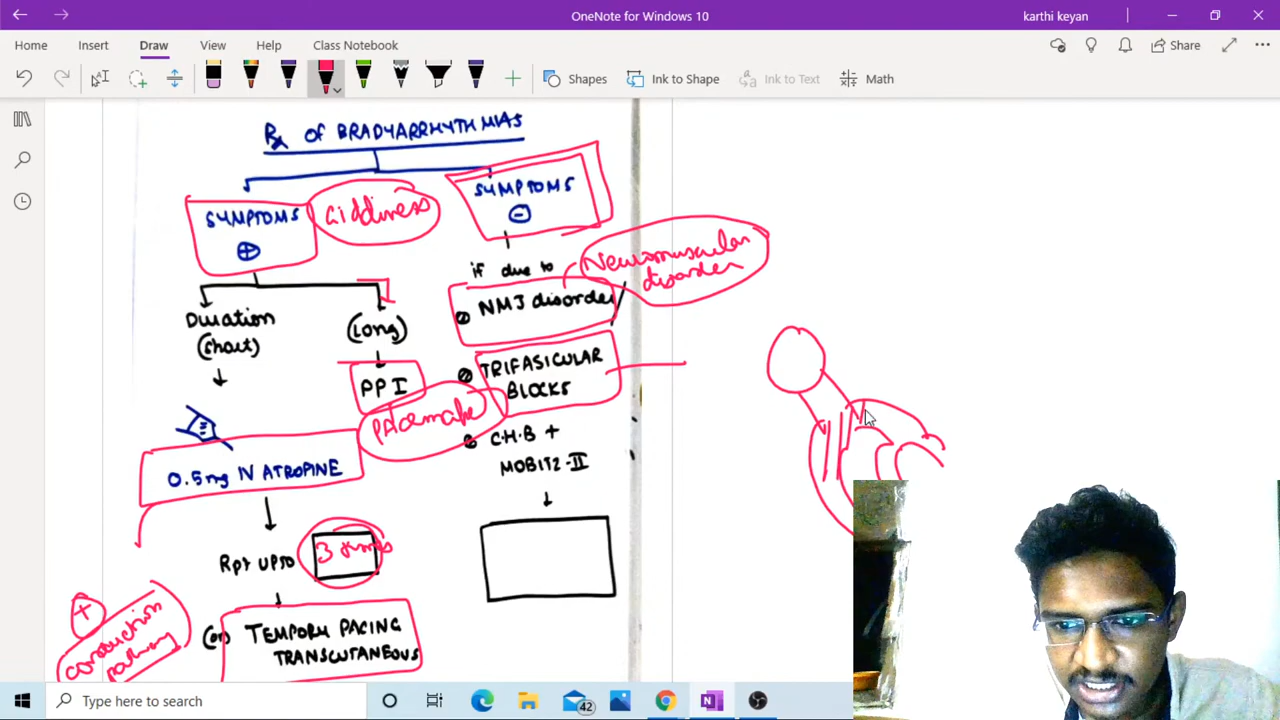 OneNote for Windows 10
karthi keyan
Home
Insert
Draw
View
Help
Class Notebook
Share
Shapes
Ink to Shape
Ink to Text
Math
Rx of BRADYARRHYTHMIAS
SYMPTOMS
⊕
Giddiness
SYMPTOMS
⊖
if due to
Neuromuscular
disorder
NMJ disorder
Duration
(short)
(Long)
TRIFASICULAR
BLOCKS
PPI
Pacemaker
C.H.B +
MOBITZ-II
0.5mg IV ATROPINE
Rpt upto
3 times
+
conduction
pathway
(or)
TEMPORY PACING
TRANSCUTANEOUS
Type here to search
42